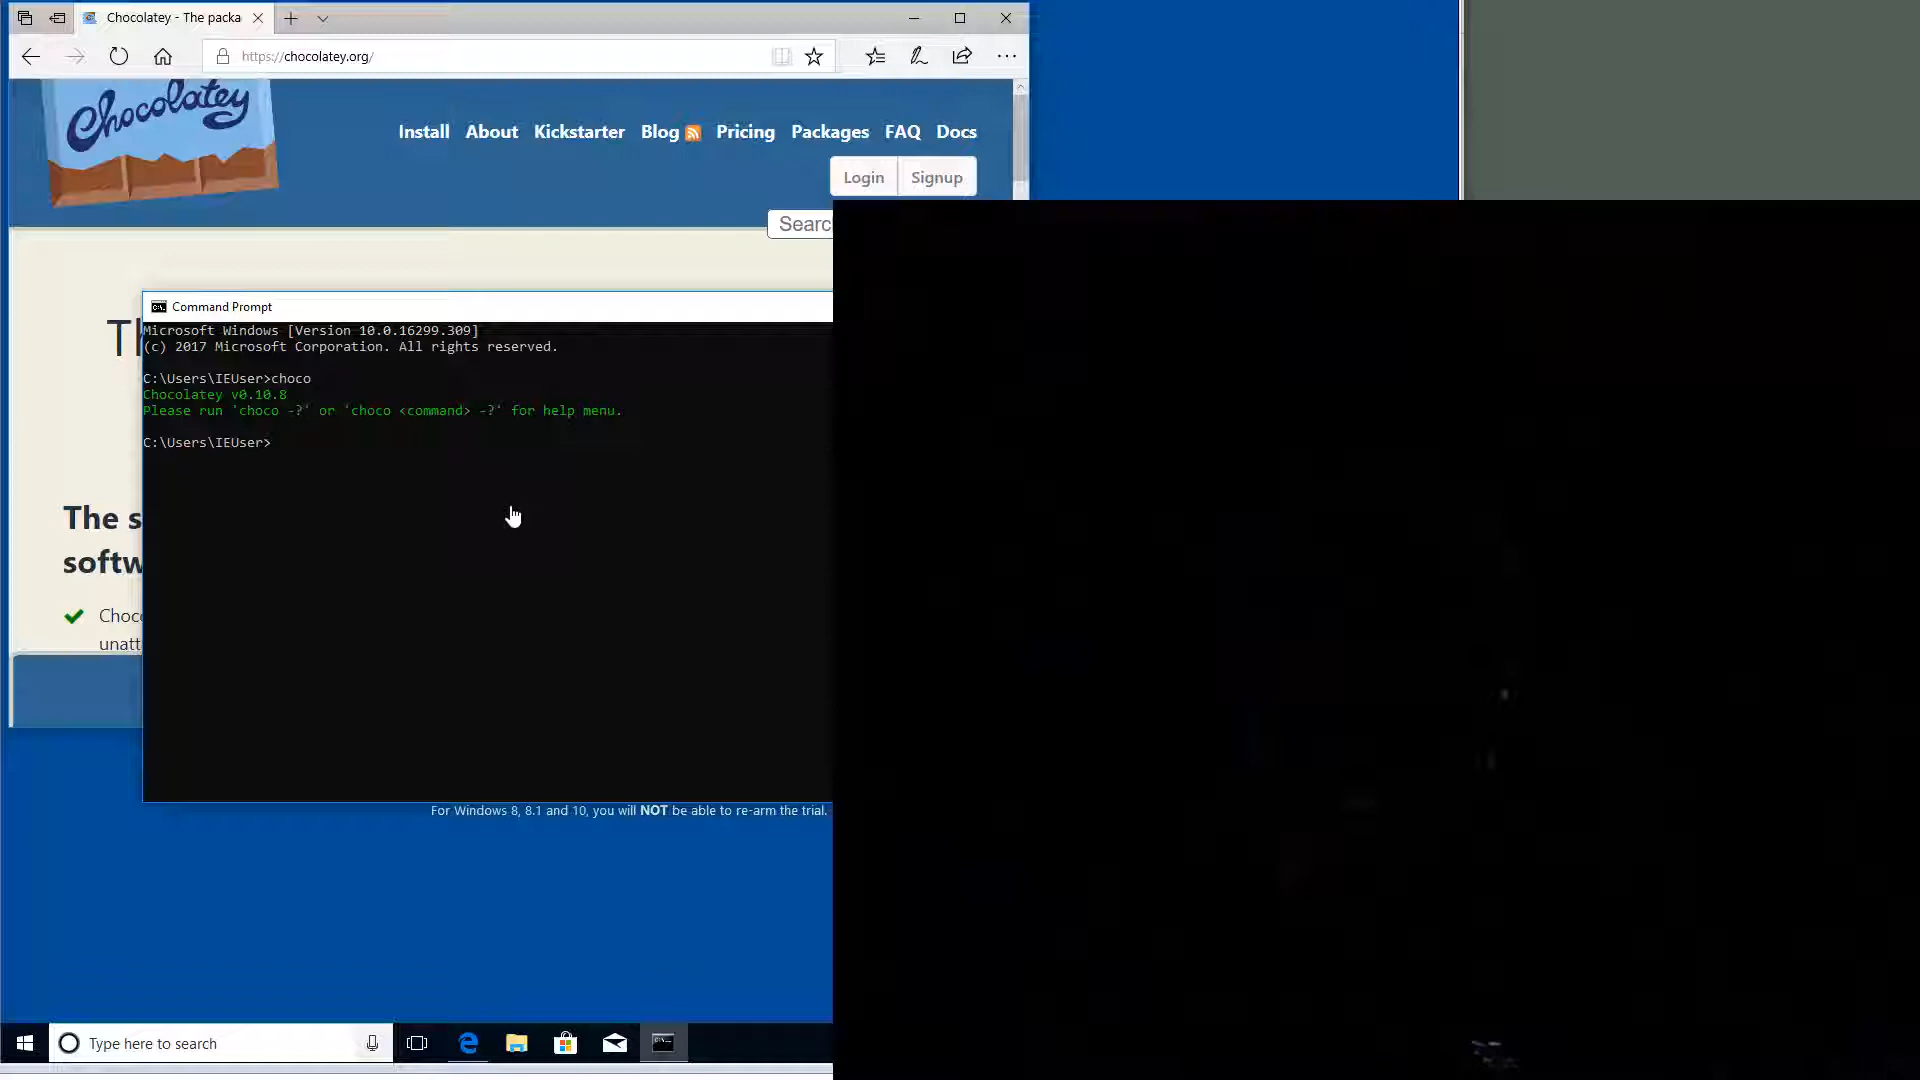 Chocolatey - The packa
https://chocolatey.org/
Chocolatey
Install About Kickstarter Blog Pricing Packages FAQ Docs
Login Signup
Searc
Command Prompt
Microsoft Windows [Version 10.0.16299.309]
(c) 2017 Microsoft Corporation. All rights reserved.
C:\Users\IEUser>choco
Chocolatey v0.10.8
Please run 'choco -?' or 'choco <command> -?' for help menu.
C:\Users\IEUser>
The s
softw
Choc
unatt
For Windows 8, 8.1 and 10, you will NOT be able to re-arm the trial.
Type here to search